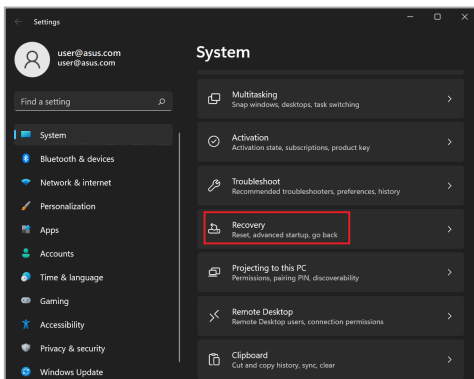 Settings
user@asus.com
user@asus.com
Find a setting
System
Bluetooth & devices
Network & internet
Personalization
Apps
Accounts
Time & language
Gaming
Accessibility
Privacy & security
Windows Update
System
Multitasking
Snap windows, desktops, task switching
Activation
Activation state, subscriptions, product key
Troubleshoot
Recommended troubleshooters, preferences, history
Recovery
Reset, advanced startup, go back
Projecting to this PC
Permissions, pairing PIN, discoverability
Remote Desktop
Remote Desktop users, connection permissions
Clipboard
Cut and copy history, sync, clear